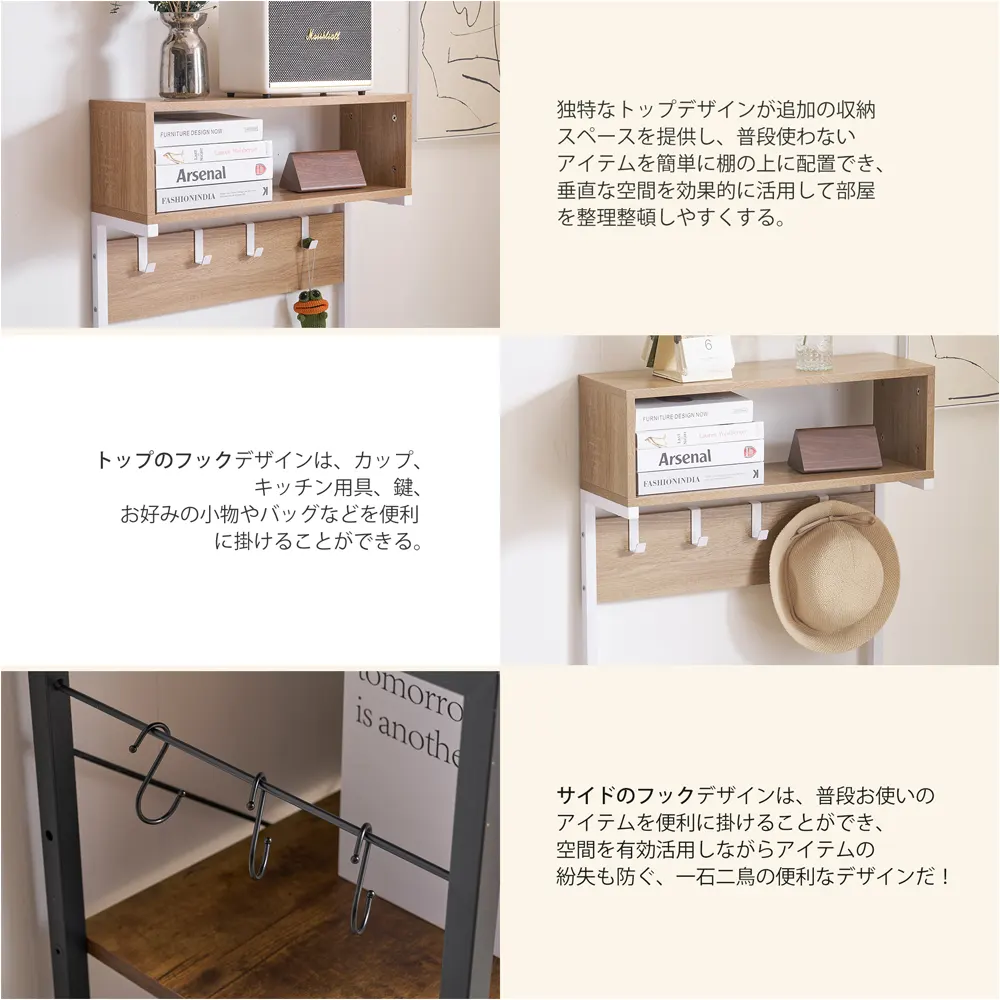 Marshall
FURNITURE DESIGN NOW
Arsenal
FASHIONINDIA
K
独特なトップデザインが追加の収納
スペースを提供し、普段使わない
アイテムを簡単に棚の上に配置でき、
垂直な空間を効果的に活用して部屋
を整理整頓しやすくする。
トップのフックデザインは、カップ、
キッチン用具、鍵、
お好みの小物やバッグなどを便利
に掛けることができる。
6
FURNITURE DESIGN NOW
Arsenal
FASHIONINDIA
K
tomorro
is anothe
サイドのフックデザインは、普段お使いの
アイテムを便利に掛けることができ、
空間を有効活用しながらアイテムの
紛失も防ぐ、一石二鳥の便利なデザインだ！